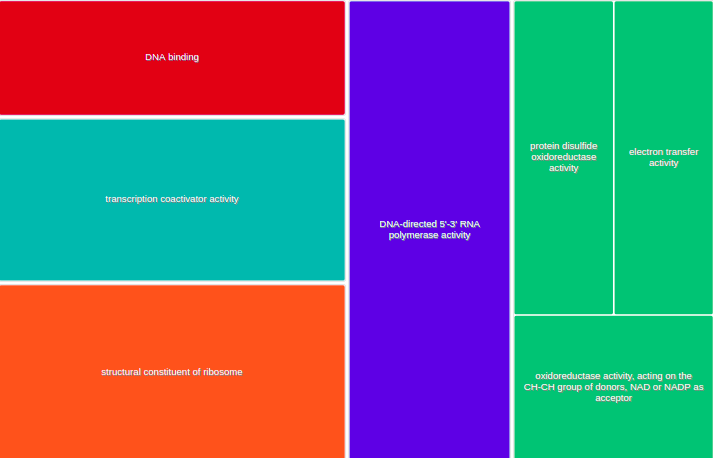 DNA binding
transcription coactivator activity
structural constituent of ribosome
DNA-directed 5'-3' RNA
polymerase activity
protein disulfide
oxidoreductase
activity
electron transfer
activity
oxidoreductase activity, acting on the
CH-CH group of donors, NAD or NADP as
acceptor